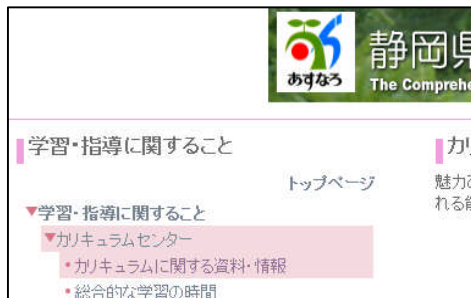 あすなろ
静岡県
The Comprehe
学習・指導に関すること
カリ
トップページ
魅力
れる
▼学習・指導に関すること
▼カリキュラムセンター
・カリキュラムに関する資料・情報
・総合的な学習の時間